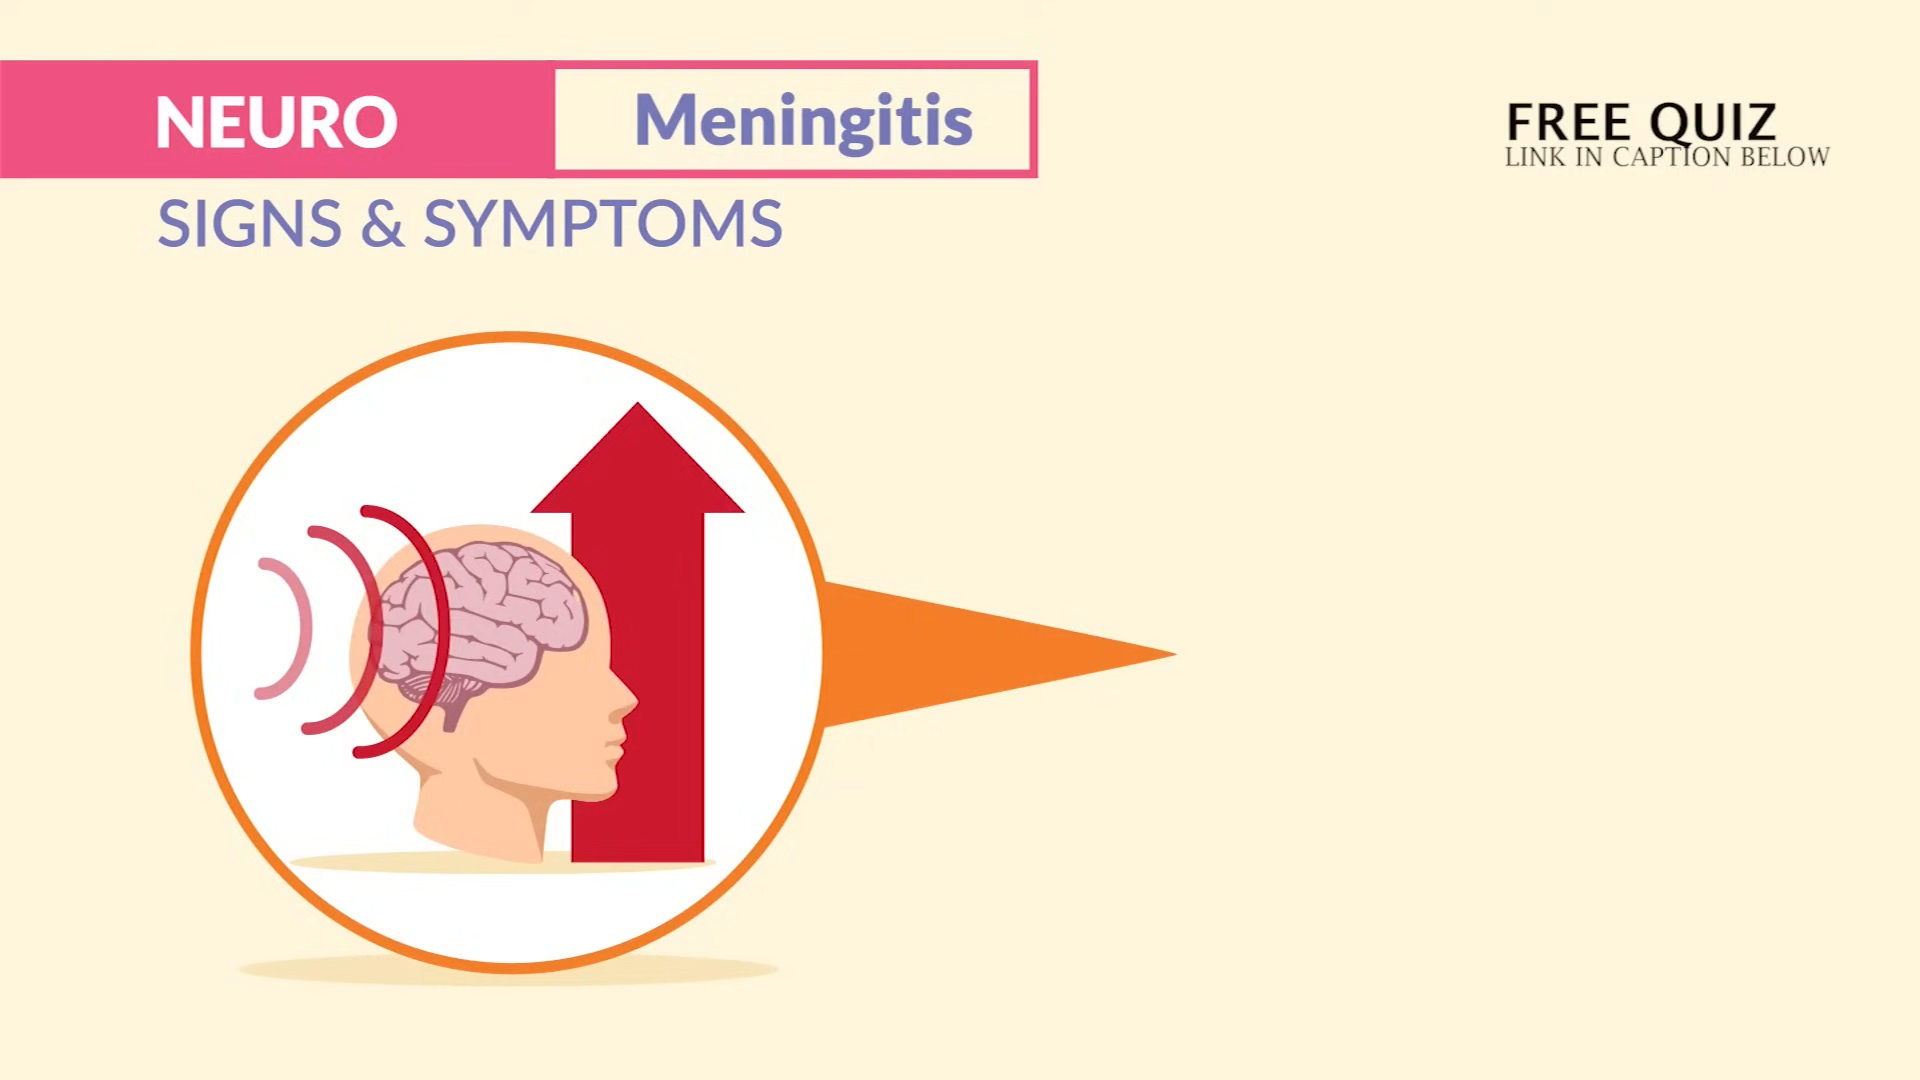 NEURO Meningitis
SIGNS & SYMPTOMS
FREE QUIZ
LINK IN CAPTION BELOW